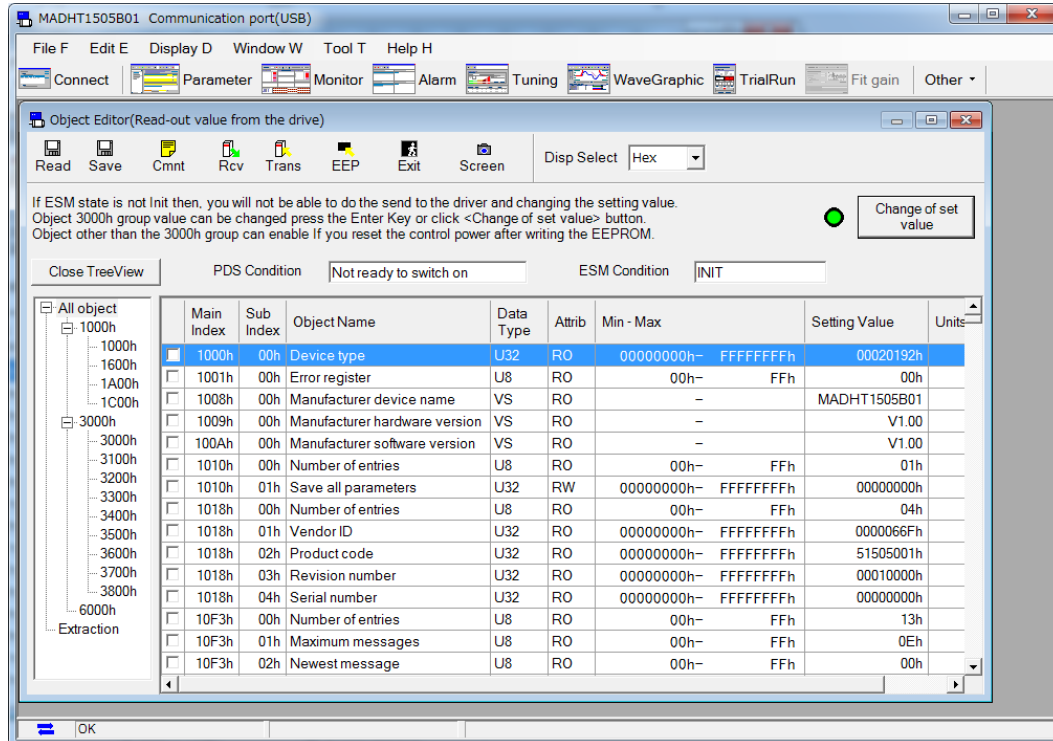 MADHT1505B01 Communication port(USB)
File F Edit E Display D Window W Tool T Help H
Connect Parameter Monitor Alarm Tuning WaveGraphic TrialRun Fit gain Other
Object Editor(Read-out value from the drive)
Read Save Cmnt Rcv Trans EEP Exit Screen Disp Select Hex
If ESM state is not Init then, you will not be able to do the send to the driver and changing the setting value.
Object 3000h group value can be changed press the Enter Key or click <Change of set value> button.
Object other than the 3000h group can enable If you reset the control power after writing the EEPROM.
Change of set
value
Close TreeView PDS Condition Not ready to switch on ESM Condition INIT
All object
1000h
1000h
1600h
1A00h
1C00h
3000h
3000h
3100h
3200h
3300h
3400h
3500h
3600h
3700h
3800h
6000h
Extraction
Main Index Sub Index Object Name Data Type Attrib Min - Max Setting Value Units
1000h 00h Device type U32 RO 00000000h- FFFFFFFFh 00020192h
1001h 00h Error register U8 RO 00h- FFh 00h
1008h 00h Manufacturer device name VS RO - MADHT1505B01
1009h 00h Manufacturer hardware version VS RO - V1.00
100Ah 00h Manufacturer software version VS RO - V1.00
1010h 00h Number of entries U8 RO 00h- FFh 01h
1010h 01h Save all parameters U32 RW 00000000h- FFFFFFFFh 00000000h
1018h 00h Number of entries U8 RO 00h- FFh 04h
1018h 01h Vendor ID U32 RO 00000000h- FFFFFFFFh 0000066Fh
1018h 02h Product code U32 RO 00000000h- FFFFFFFFh 51505001h
1018h 03h Revision number U32 RO 00000000h- FFFFFFFFh 00010000h
1018h 04h Serial number U32 RO 00000000h- FFFFFFFFh 00000000h
10F3h 00h Number of entries U8 RO 00h- FFh 13h
10F3h 01h Maximum messages U8 RO 00h- FFh 0Eh
10F3h 02h Newest message U8 RO 00h- FFh 00h
OK